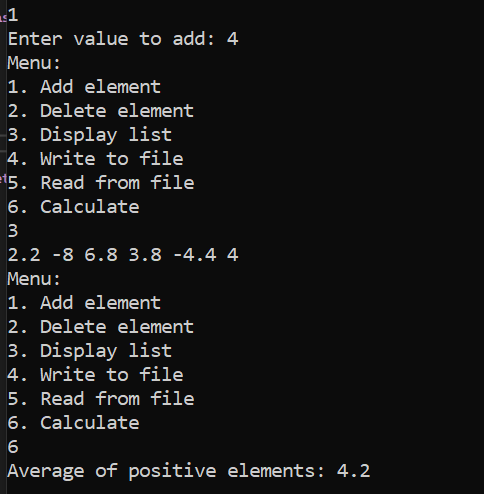 1
Enter value to add: 4
Menu:
1. Add element
2. Delete element
3. Display list
4. Write to file
5. Read from file
6. Calculate
3
2.2 -8 6.8 3.8 -4.4 4
Menu:
1. Add element
2. Delete element
3. Display list
4. Write to file
5. Read from file
6. Calculate
6
Average of positive elements: 4.2